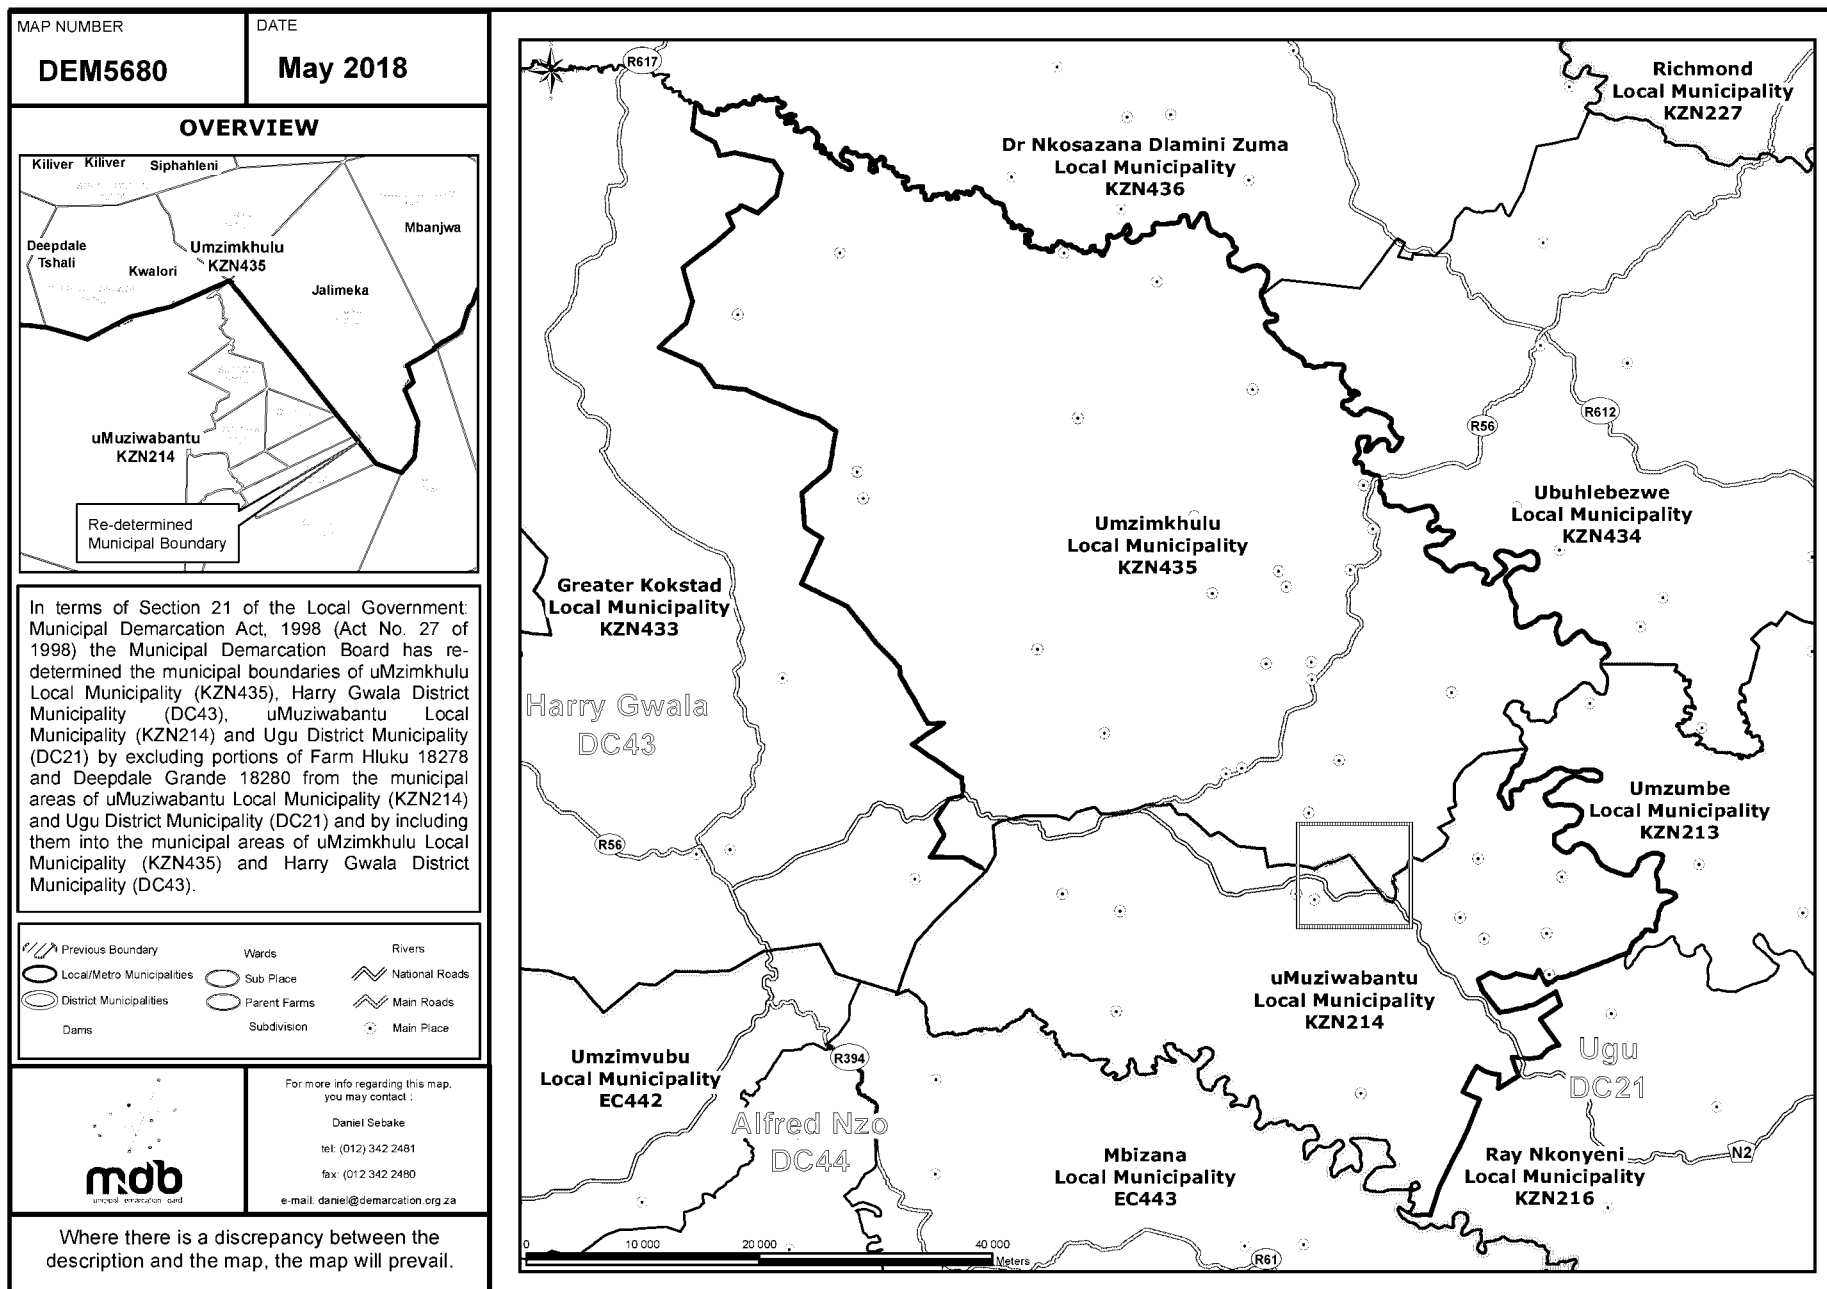 MAP NUMBER
DEM5680
DATE
May 2018
OVERVIEW
Kiliver
Kiliver
Siphahleni
Mbanjwa
Deepdale
Tshali
Umzimkhulu
KZN435
Kwalori
Jalimeka
uMuziwabantu
KZN214
Re-determined
Municipal Boundary
In terms of Section 21 of the Local Government:
Municipal Demarcation Act, 1998 (Act No. 27 of
1998) the Municipal Demarcation Board has re-
determined the municipal boundaries of uMzimkhulu
Local Municipality (KZN435), Harry Gwala District
Municipality (DC43), uMuziwabantu Local
Municipality (KZN214) and Ugu District Municipality
(DC21) by excluding portions of Farm Hluku 18278
and Deepdale Grande 18280 from the municipal
areas of uMuziwabantu Local Municipality (KZN214)
and Ugu District Municipality (DC21) and by including
them into the municipal areas of uMzimkhulu Local
Municipality (KZN435) and Harry Gwala District
Municipality (DC43).
Previous Boundary
Local/Metro Municipalities
District Municipalities
Dams
Wards
Sub Place
Parent Farms
Subdivision
Rivers
National Roads
Main Roads
Main Place
mdb
For more info regarding this map,
you may contact :
Daniel Sebake
tel: (012) 342 2481
fax: (012 342 2480
e-mail: daniel@demarcation.org.za
Where there is a discrepancy between the
description and the map, the map will prevail.
R617
Richmond
Local Municipality
KZN227
Dr Nkosazana Dlamini Zuma
Local Municipality
KZN436
R612
R56
Ubuhlebezwe
Local Municipality
KZN434
Umzimkhulu
Local Municipality
KZN435
Greater Kokstad
Local Municipality
KZN433
Harry Gwala
DC43
R56
Umzumbe
Local Municipality
KZN213
uMuziwabantu
Local Municipality
KZN214
Ugu
DC21
Umzimvubu
Local Municipality
EC442
R394
Alfred Nzo
DC44
Mbizana
Local Municipality
EC443
Ray Nkonyeni
Local Municipality
KZN216
N2
R61
0 10 000 20 000 40 000
Meters